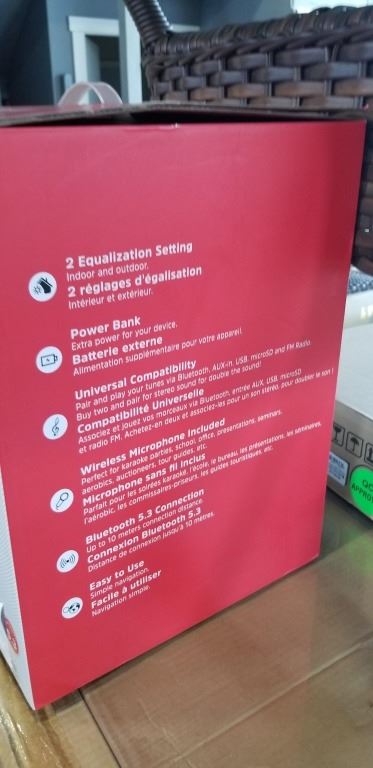 2 Equalization Setting
Indoor and outdoor.
2 réglages d'égalisation
Intérieur et extérieur.
Power Bank
Extra power for your device.
Batterie externe
Alimentation supplémentaire pour votre appareil.
Universal Compatibility
Pair and play your tunes via Bluetooth, AUX-in, USB, microSD and FM Radio.
Buy two and pair for stereo sound for double the sound!
Compatibilité Universelle
Associez et jouez vos morceaux via Bluetooth, entrée AUX, USB, microSD
et radio FM. Achetez-en deux et associez-les pour un son stéréo, pour doubler le son !
Wireless Microphone Included
Perfect for karaoke parties, school, office, presentations, seminars,
aerobics, auctioneers, tour guides, etc.
Microphone sans fil inclus
Parfait pour les soirées karaoké, l'école, le bureau, les présentations, les séminaires,
l'aérobic, les commissaires-priseurs, les guides touristiques, etc.
Bluetooth 5.3 Connection
Up to 10 meters connection distance.
Connexion Bluetooth 5.3
Distance de connexion jusqu'à 10 mètres.
Easy to Use
Simple navigation.
Facile à utiliser
Navigation simple.
QC